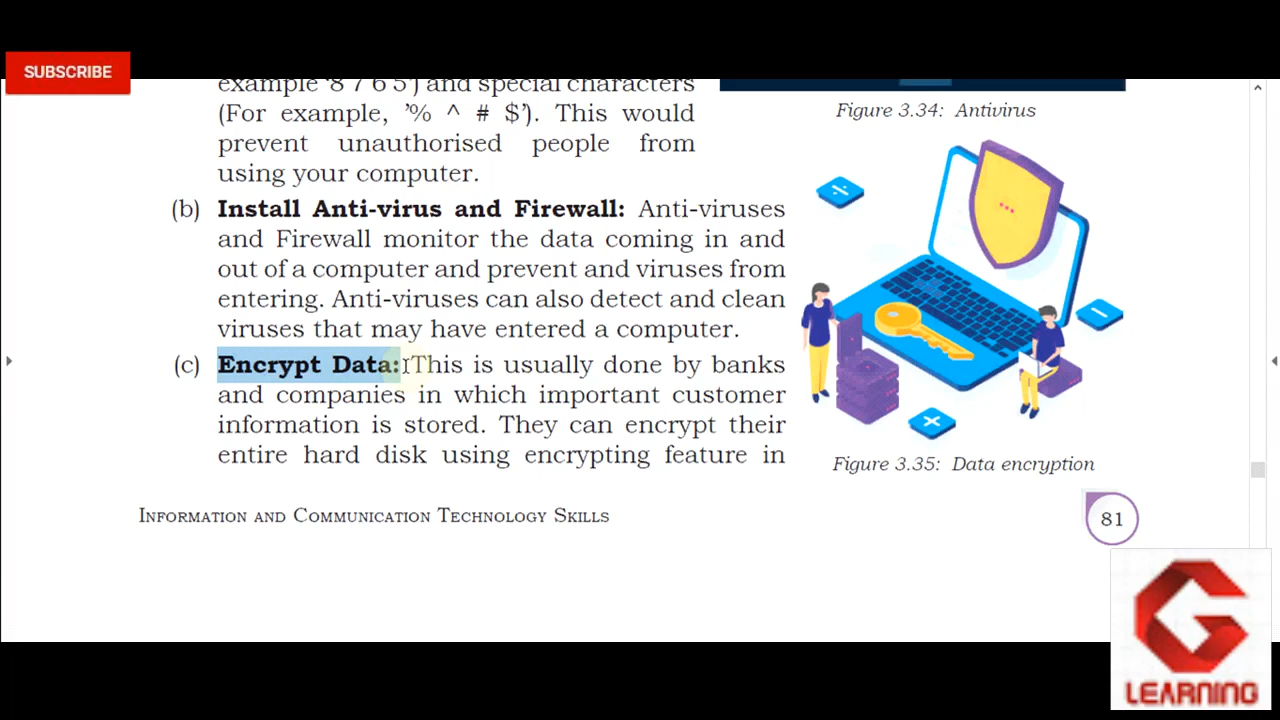 SUBSCRIBE
example ‘8 7 6 5’) and special characters
(For example, ’% ^ # $’). This would
prevent unauthorised people from
using your computer.
(b) Install Anti-virus and Firewall: Anti-viruses
and Firewall monitor the data coming in and
out of a computer and prevent and viruses from
entering. Anti-viruses can also detect and clean
viruses that may have entered a computer.
(c) Encrypt Data: This is usually done by banks
and companies in which important customer
information is stored. They can encrypt their
entire hard disk using encrypting feature in
Figure 3.34: Antivirus
Figure 3.35: Data encryption
INFORMATION AND COMMUNICATION TECHNOLOGY SKILLS
81
LEARNING